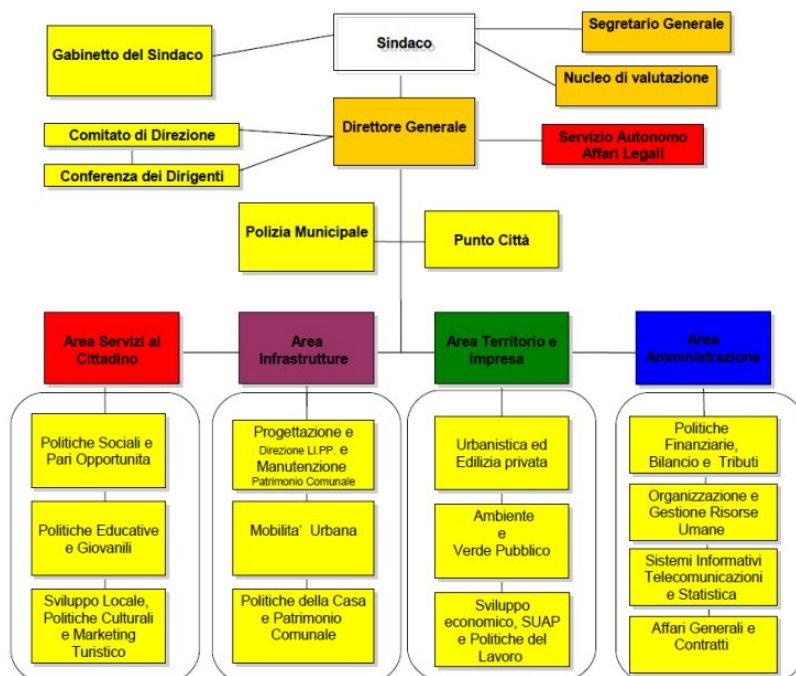 Gabinetto del Sindaco
Sindaco
Segretario Generale
Nucleo di valutazione
Comitato di Direzione
Conferenza dei Dirigenti
Direttore Generale
Servizio Autonomo
Affari Legali
Polizia Municipale
Punto Città
Area Servizi al
Cittadino
Area
Infrastrutture
Area Territorio e
Impresa
Area
Amministrazione
Politiche Sociali e
Pari Opportunita
Politiche Educative
e Giovanili
Sviluppo Locale,
Politiche Culturali
e Marketing
Turistico
Progettazione e
Direzione LI.PP. e
Manutenzione
Patrimonio Comunale
Mobilita' Urbana
Politiche della Casa
e Patrimonio
Comunale
Urbanistica ed
Edilizia privata
Ambiente
e
Verde Pubblico
Sviluppo
economico, SUAP
e Politiche del
Lavoro
Politiche
Finanziarie,
Bilancio e Tributi
Organizzazione e
Gestione Risorse
Umane
Sistemi Informativi
Telecomunicazioni
e Statistica
Affari Generali e
Contratti